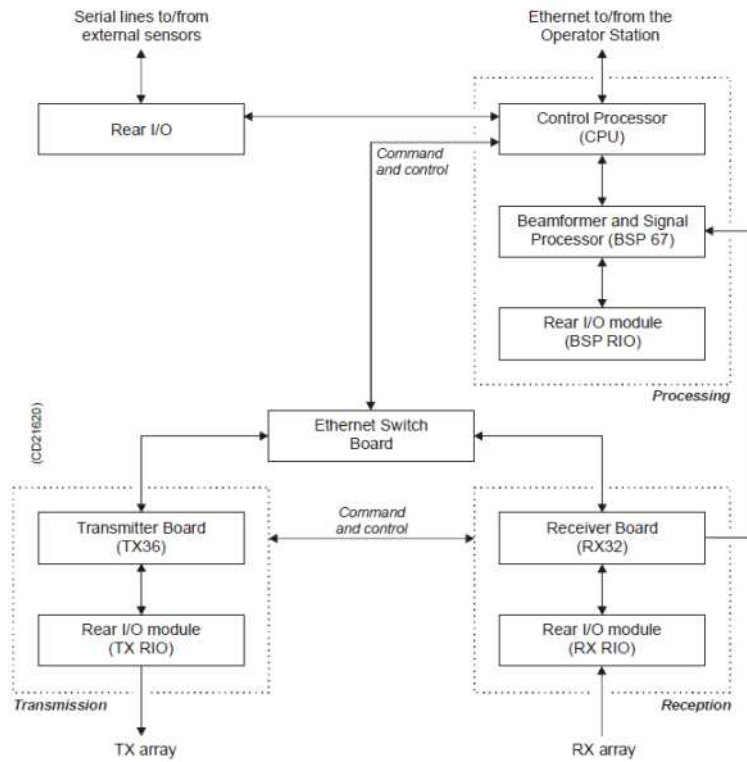 Serial lines to/from
external sensors
Ethernet to/from the
Operator Station
Rear I/O
Control Processor
(CPU)
Command
and control
Beamformer and Signal
Processor (BSP 67)
Rear I/O module
(BSP RIO)
Processing
(CD21620)
Ethernet Switch
Board
Transmitter Board
(TX36)
Command
and control
Receiver Board
(RX32)
Rear I/O module
(TX RIO)
Rear I/O module
(RX RIO)
Transmission
Reception
TX array
RX array